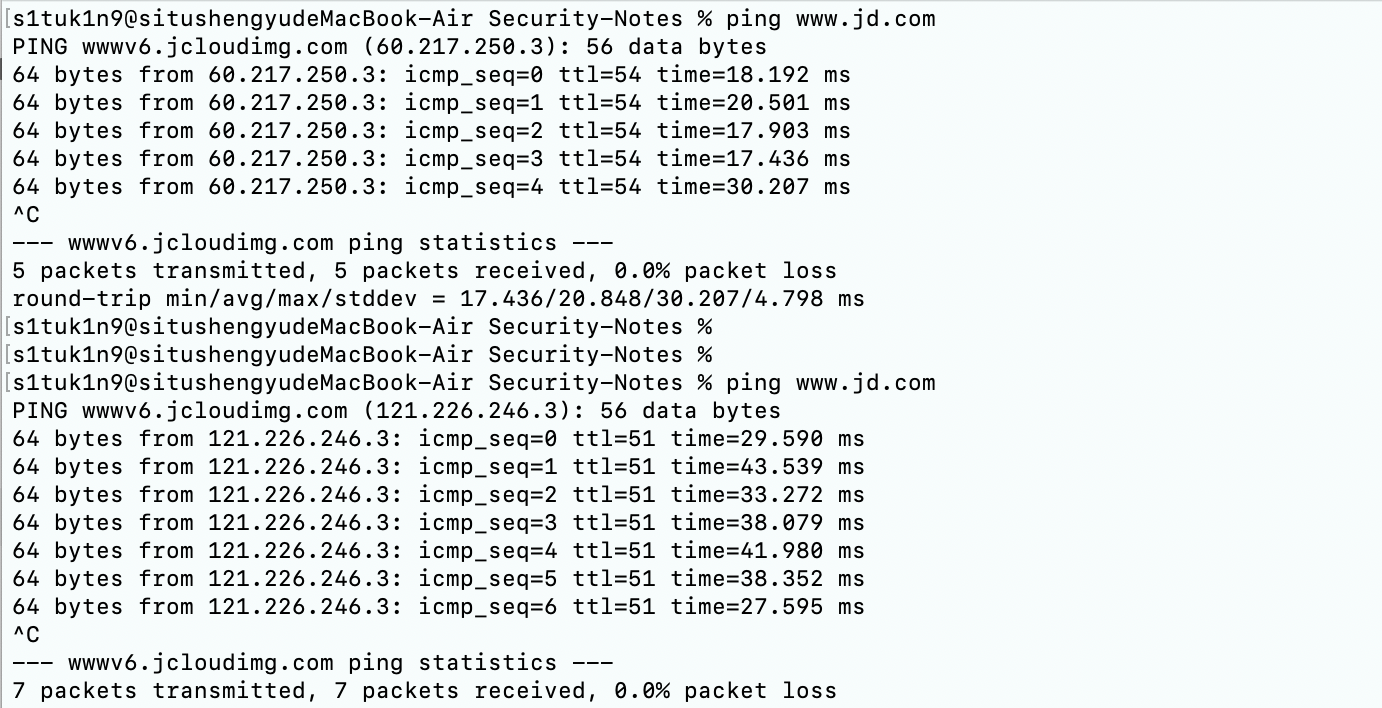 [s1tuk1n9@situshengyudeMacBook-Air Security-Notes % ping www.jd.com
PING wwwv6.jcloudimg.com (60.217.250.3): 56 data bytes
64 bytes from 60.217.250.3: icmp_seq=0 ttl=54 time=18.192 ms
64 bytes from 60.217.250.3: icmp_seq=1 ttl=54 time=20.501 ms
64 bytes from 60.217.250.3: icmp_seq=2 ttl=54 time=17.903 ms
64 bytes from 60.217.250.3: icmp_seq=3 ttl=54 time=17.436 ms
64 bytes from 60.217.250.3: icmp_seq=4 ttl=54 time=30.207 ms
^C
--- wwwv6.jcloudimg.com ping statistics ---
5 packets transmitted, 5 packets received, 0.0% packet loss
round-trip min/avg/max/stddev = 17.436/20.848/30.207/4.798 ms
[s1tuk1n9@situshengyudeMacBook-Air Security-Notes %
[s1tuk1n9@situshengyudeMacBook-Air Security-Notes %
[s1tuk1n9@situshengyudeMacBook-Air Security-Notes % ping www.jd.com
PING wwwv6.jcloudimg.com (121.226.246.3): 56 data bytes
64 bytes from 121.226.246.3: icmp_seq=0 ttl=51 time=29.590 ms
64 bytes from 121.226.246.3: icmp_seq=1 ttl=51 time=43.539 ms
64 bytes from 121.226.246.3: icmp_seq=2 ttl=51 time=33.272 ms
64 bytes from 121.226.246.3: icmp_seq=3 ttl=51 time=38.079 ms
64 bytes from 121.226.246.3: icmp_seq=4 ttl=51 time=41.980 ms
64 bytes from 121.226.246.3: icmp_seq=5 ttl=51 time=38.352 ms
64 bytes from 121.226.246.3: icmp_seq=6 ttl=51 time=27.595 ms
^C
--- wwwv6.jcloudimg.com ping statistics ---
7 packets transmitted, 7 packets received, 0.0% packet loss